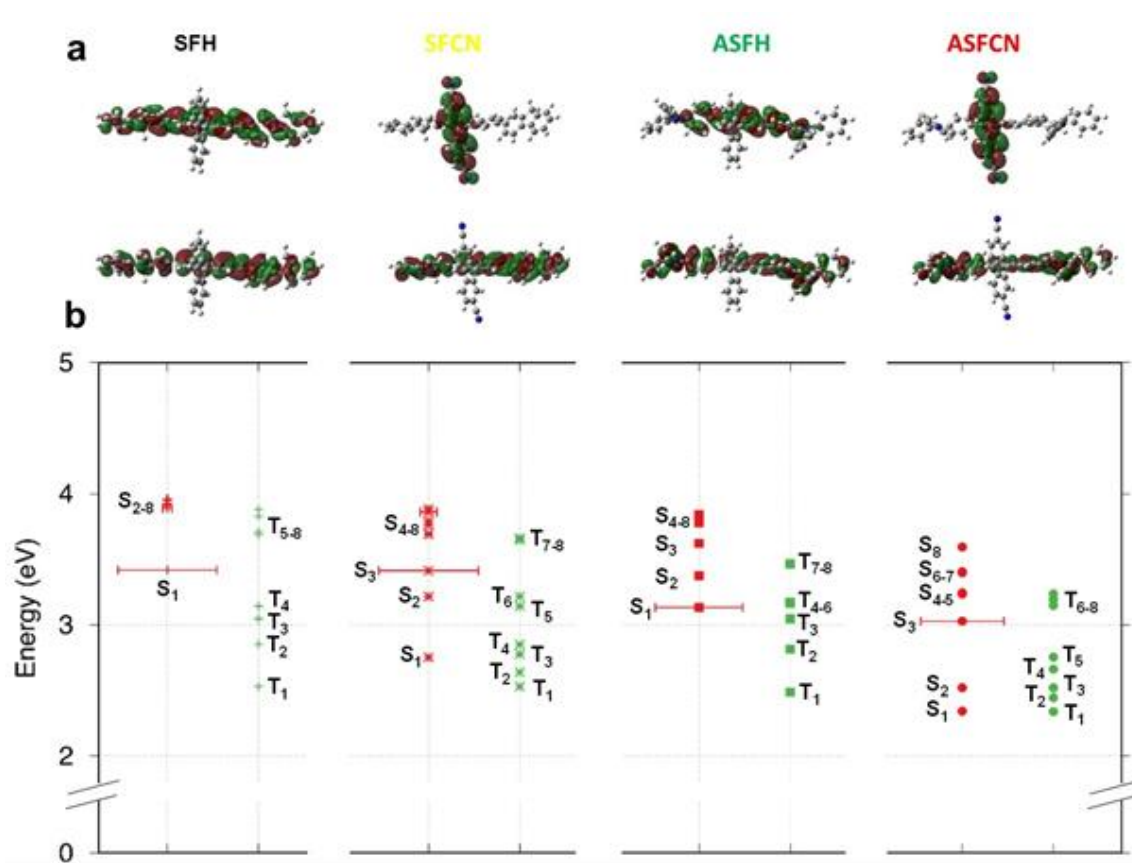 a
SFH SFCN ASFH ASFCN
b
Energy (eV)
5
4
3
2
0
S2-8
S1
T5-8
T4
T3
T2
T1
S4-8
S3
S2
S1
T7-8
T6
T5
T4
T3
T2
T1
S4-8
S3
S2
S1
T7-8
T4-6
T3
T2
T1
S8
S6-7
S4-5
S3
S2
S1
T6-8
T5
T4
T3
T2
T1